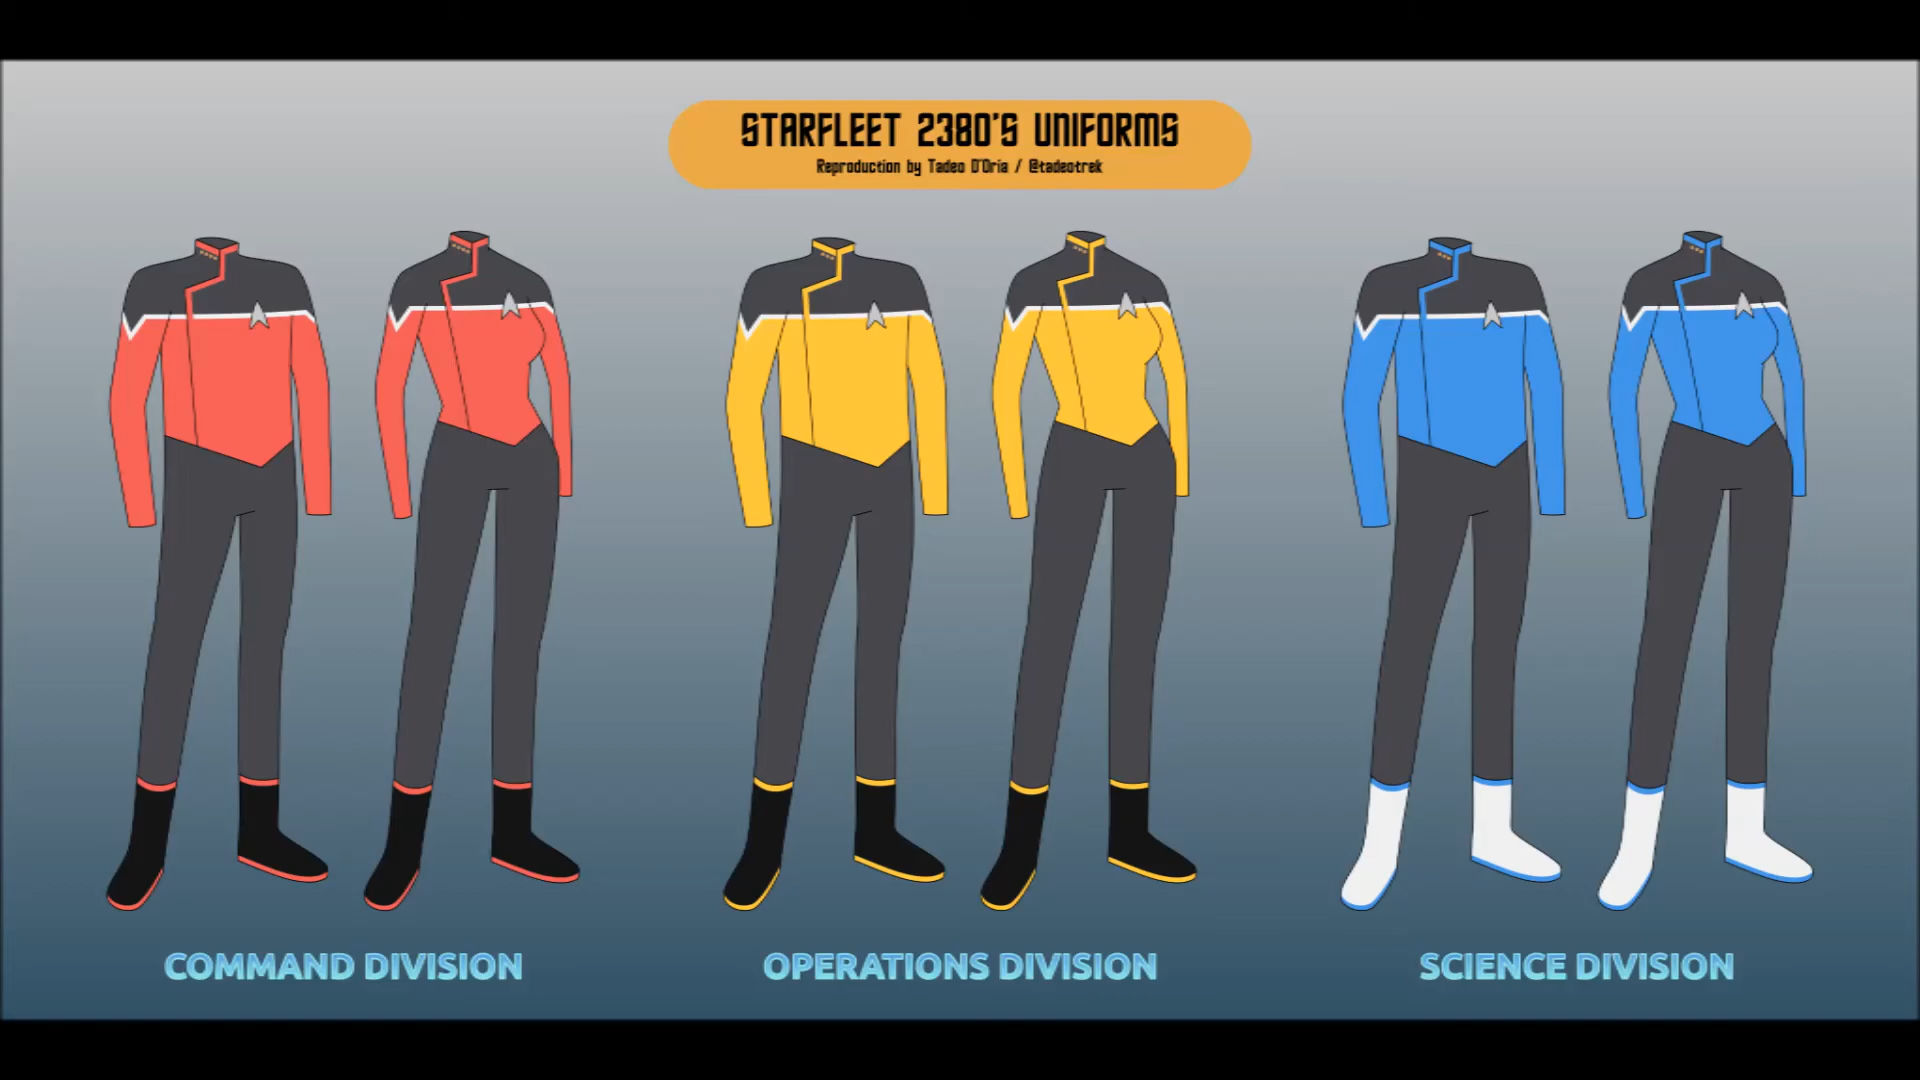 STARFLEET 2380'S UNIFORMS
Reproduction by Tadeo D'Oria / @tadeotrek
COMMAND DIVISION
OPERATIONS DIVISION
SCIENCE DIVISION